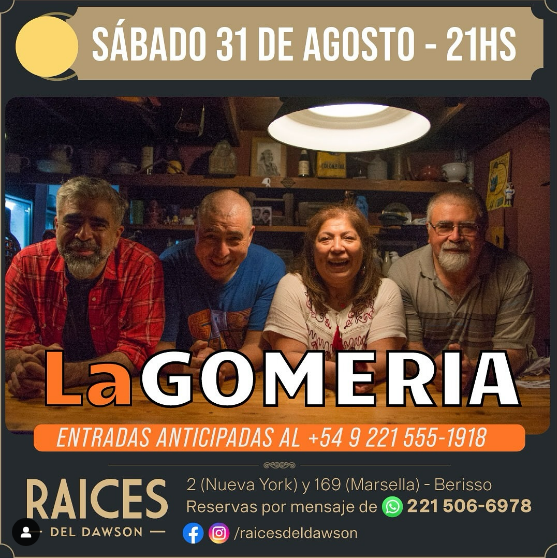 SÁBADO 31 DE AGOSTO - 21HS
LaGOMERIA
ENTRADAS ANTICIPADAS AL +54 9 221 555-1918
RAICES
DEL DAWSON
2 (Nueva York) y 169 (Marsella) - Berisso
Reservas por mensaje de 221 506-6978
/raicesdeldawson